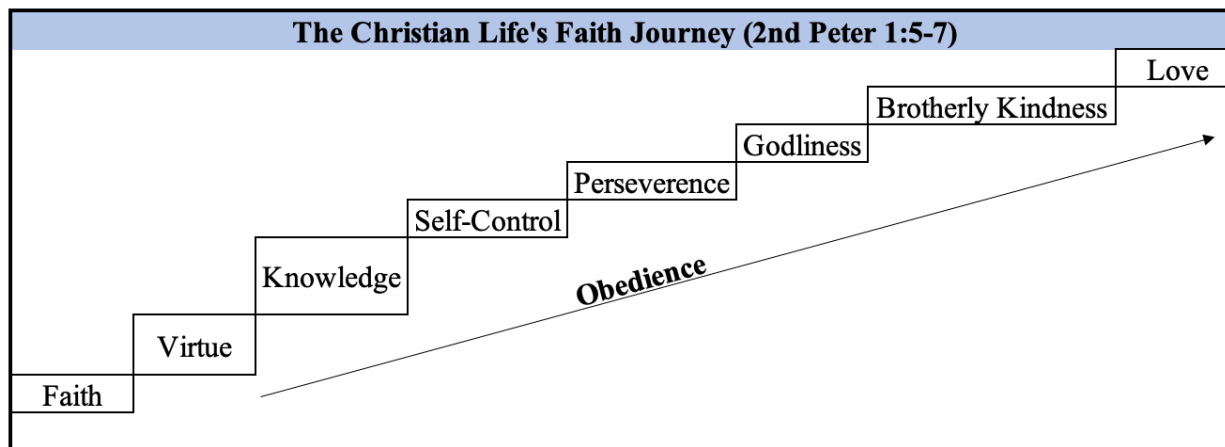 The Christian Life's Faith Journey (2nd Peter 1:5-7)
Love
Brotherly Kindness
Godliness
Perseverence
Self-Control
Knowledge
Obedience
Virtue
Faith